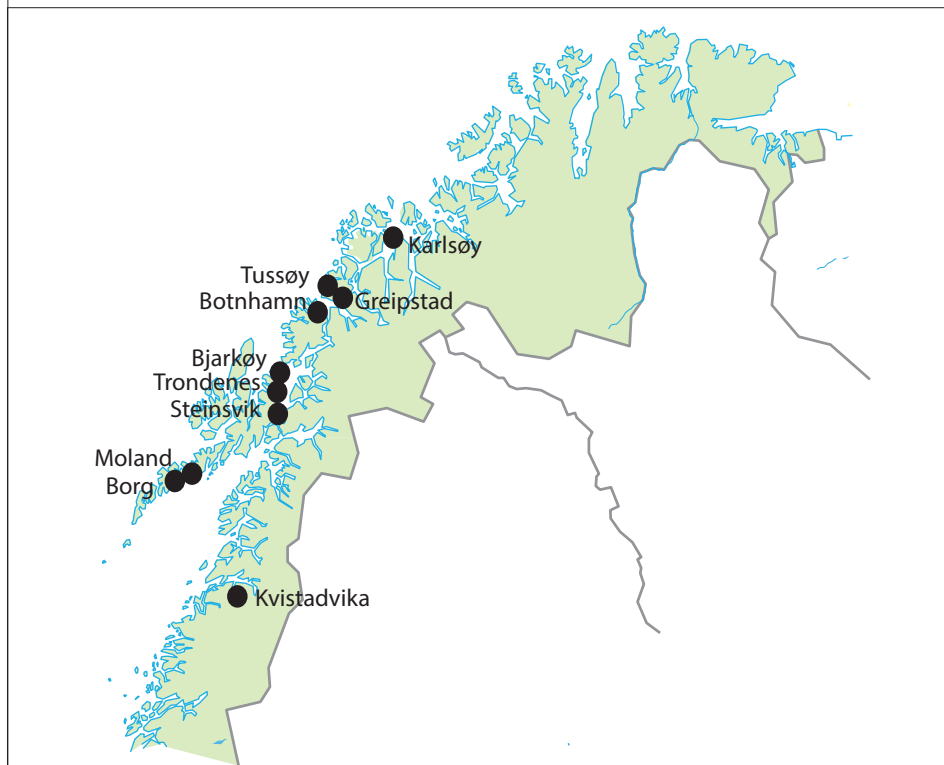 Karlsøy
Tussøy
Botnhamn
Greipstad
Bjarkøy
Trondenes
Steinsvik
Moland
Borg
Kvistadvika